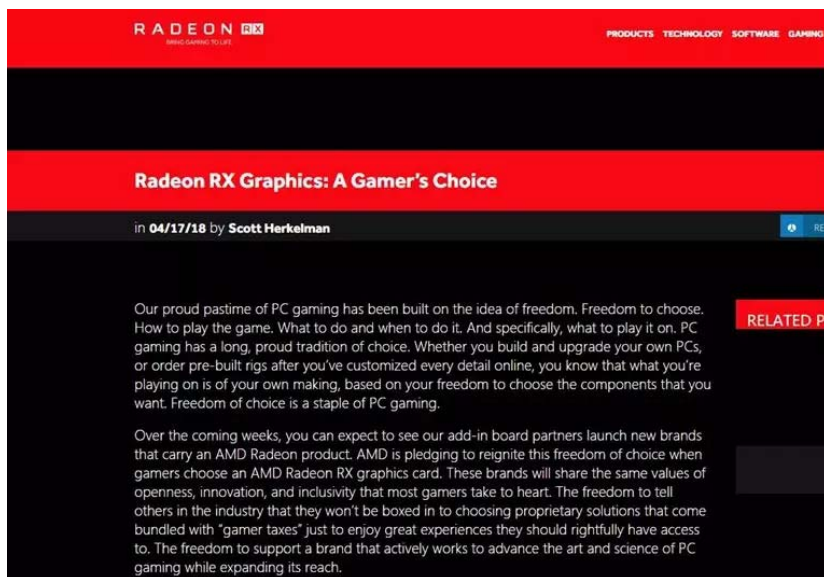 RADEON RX
BRING GAMING TO LIFE
PRODUCTS TECHNOLOGY SOFTWARE GAMING
Radeon RX Graphics: A Gamer's Choice
in 04/17/18 by Scott Herkelman
RE
Our proud pastime of PC gaming has been built on the idea of freedom. Freedom to choose.
How to play the game. What to do and when to do it. And specifically, what to play it on. PC
gaming has a long, proud tradition of choice. Whether you build and upgrade your own PCs,
or order pre-built rigs after you've customized every detail online, you know that what you're
playing on is of your own making, based on your freedom to choose the components that you
want. Freedom of choice is a staple of PC gaming.
RELATED P
Over the coming weeks, you can expect to see our add-in board partners launch new brands
that carry an AMD Radeon product. AMD is pledging to reignite this freedom of choice when
gamers choose an AMD Radeon RX graphics card. These brands will share the same values of
openness, innovation, and inclusivity that most gamers take to heart. The freedom to tell
others in the industry that they won't be boxed in to choosing proprietary solutions that come
bundled with "gamer taxes" just to enjoy great experiences they should rightfully have access
to. The freedom to support a brand that actively works to advance the art and science of PC
gaming while expanding its reach.